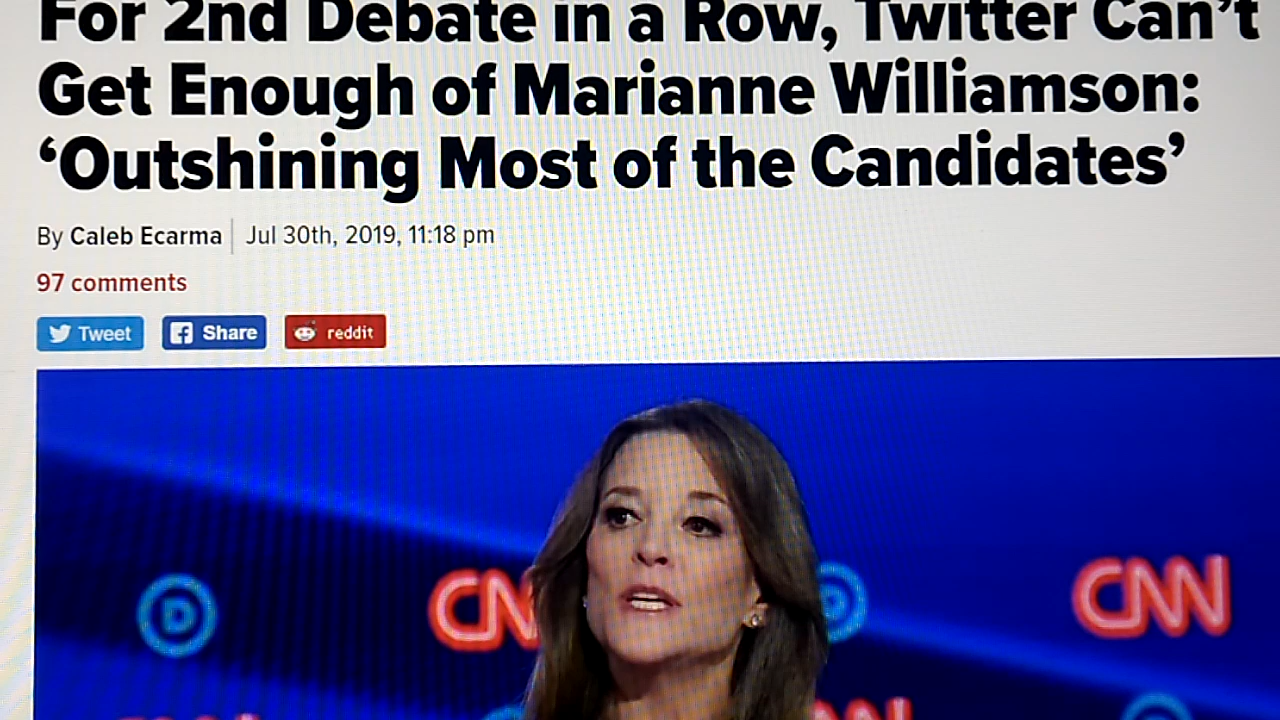 For 2nd Debate in a Row, Twitter Can't
Get Enough of Marianne Williamson:
'Outshining Most of the Candidates'
By Caleb Ecarma | Jul 30th, 2019, 11:18 pm
97 comments
Tweet Share reddit
D CN D CNN